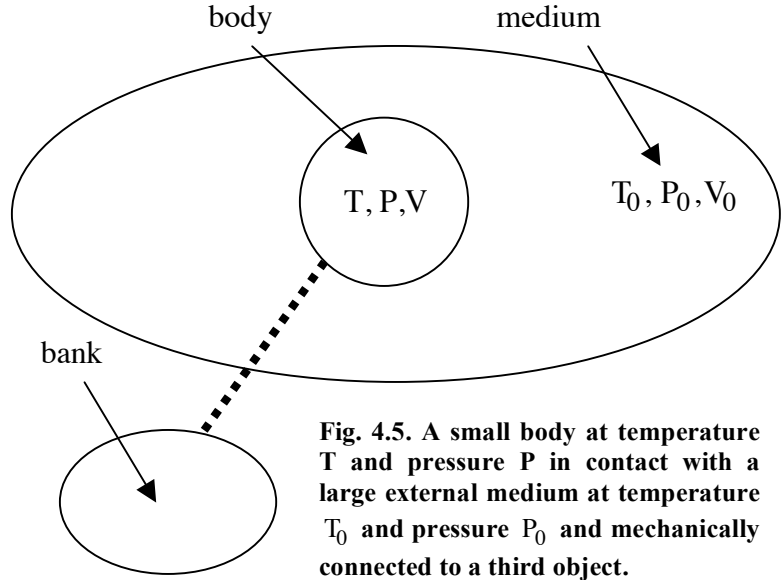 body
medium
T, P,V
T₀, P₀,V₀
bank
Fig. 4.5. A small body at temperature
T and pressure P in contact with a
large external medium at temperature
T₀ and pressure P₀ and mechanically
connected to a third object.